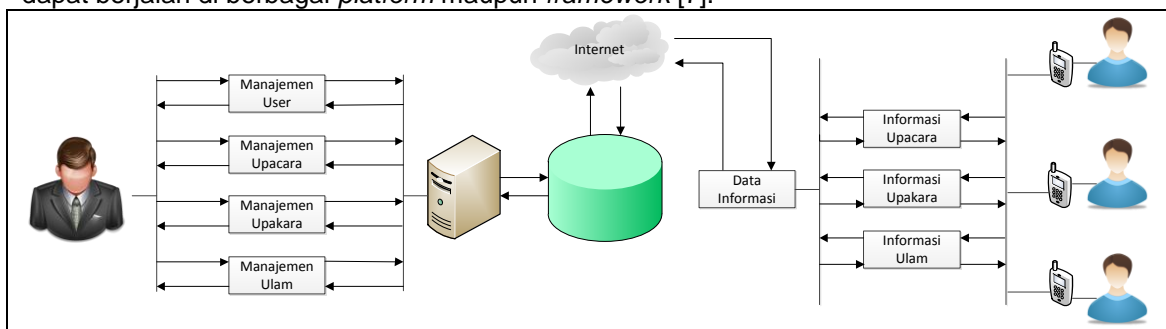 dapat berjalan di berbagai platform maupun framework [7].
Internet
Manajemen
User
Manajemen
Upacara
Manajemen
Upakara
Manajemen
Ulam
Data
Informasi
Informasi
Upacara
Informasi
Upakara
Informasi
Ulam